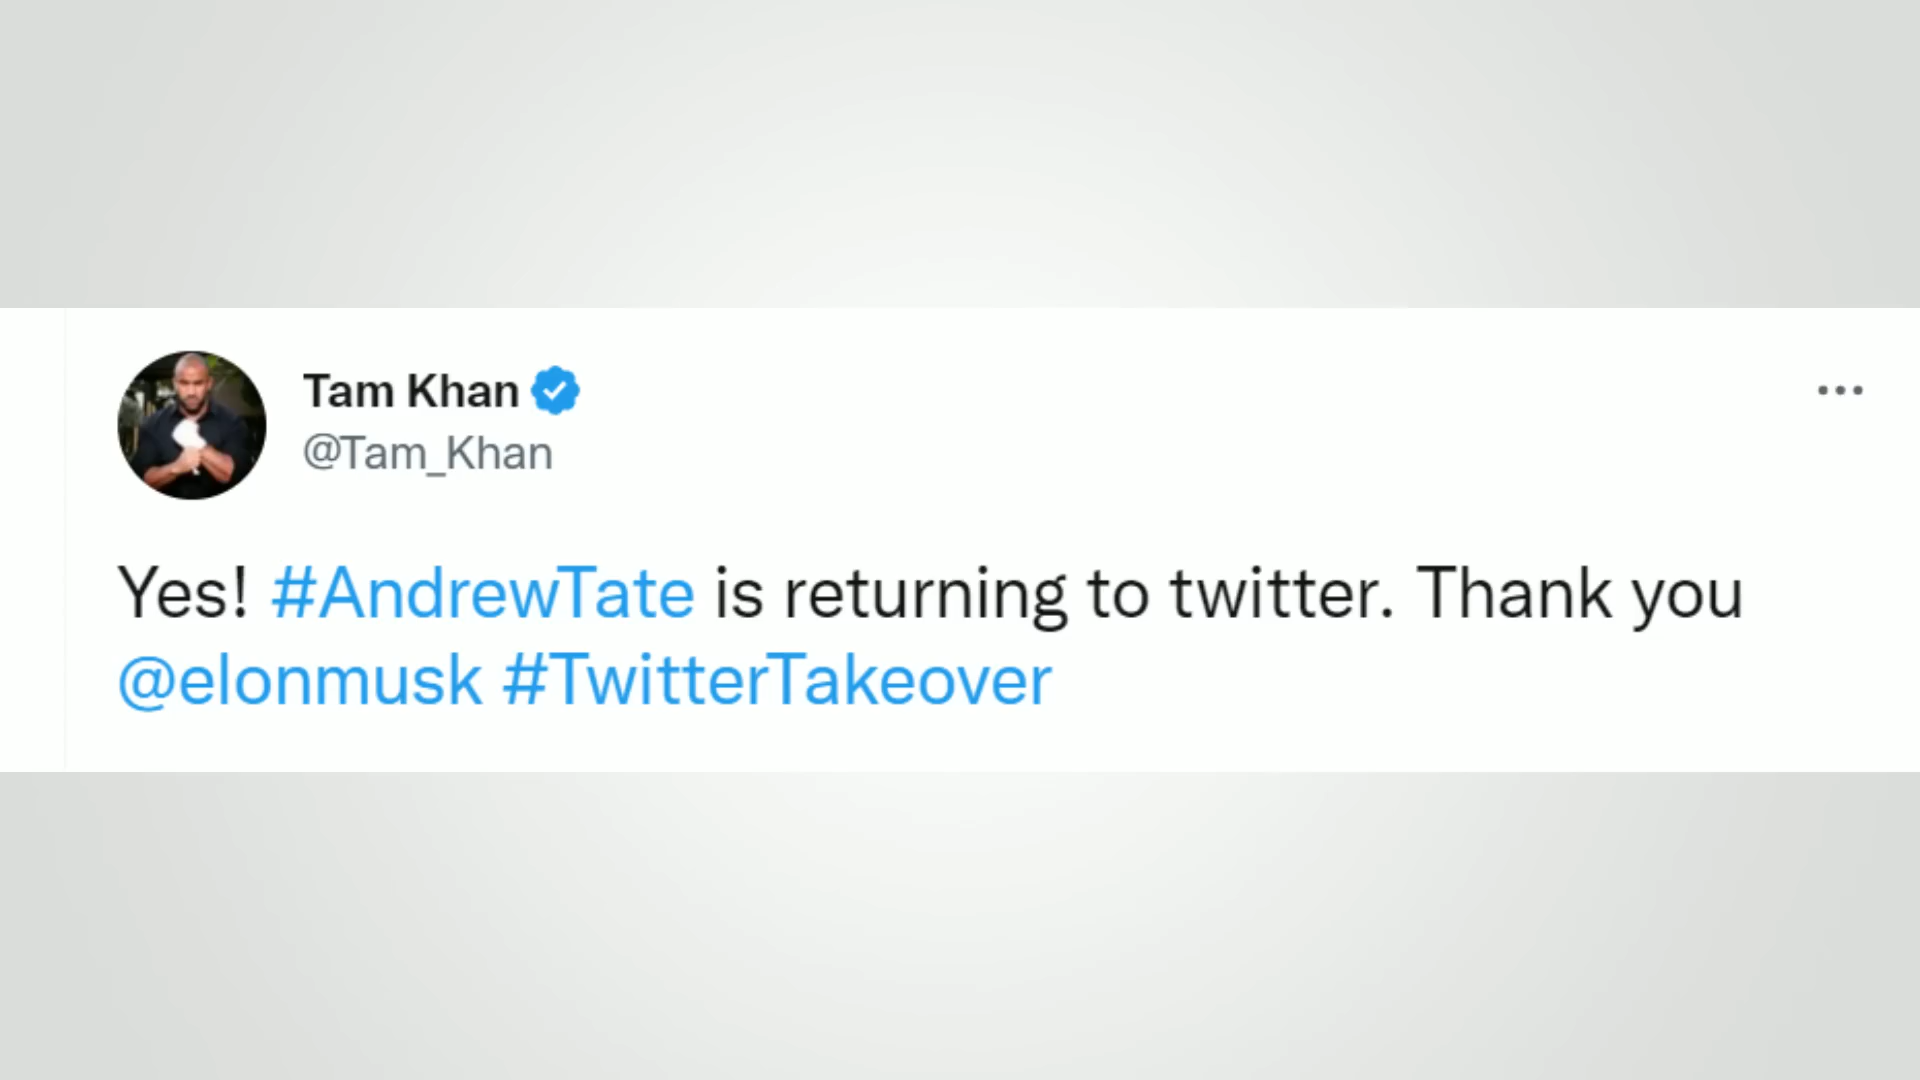 Tam Khan
@Tam_Khan
Yes! #AndrewTate is returning to twitter. Thank you
@elonmusk #TwitterTakeover